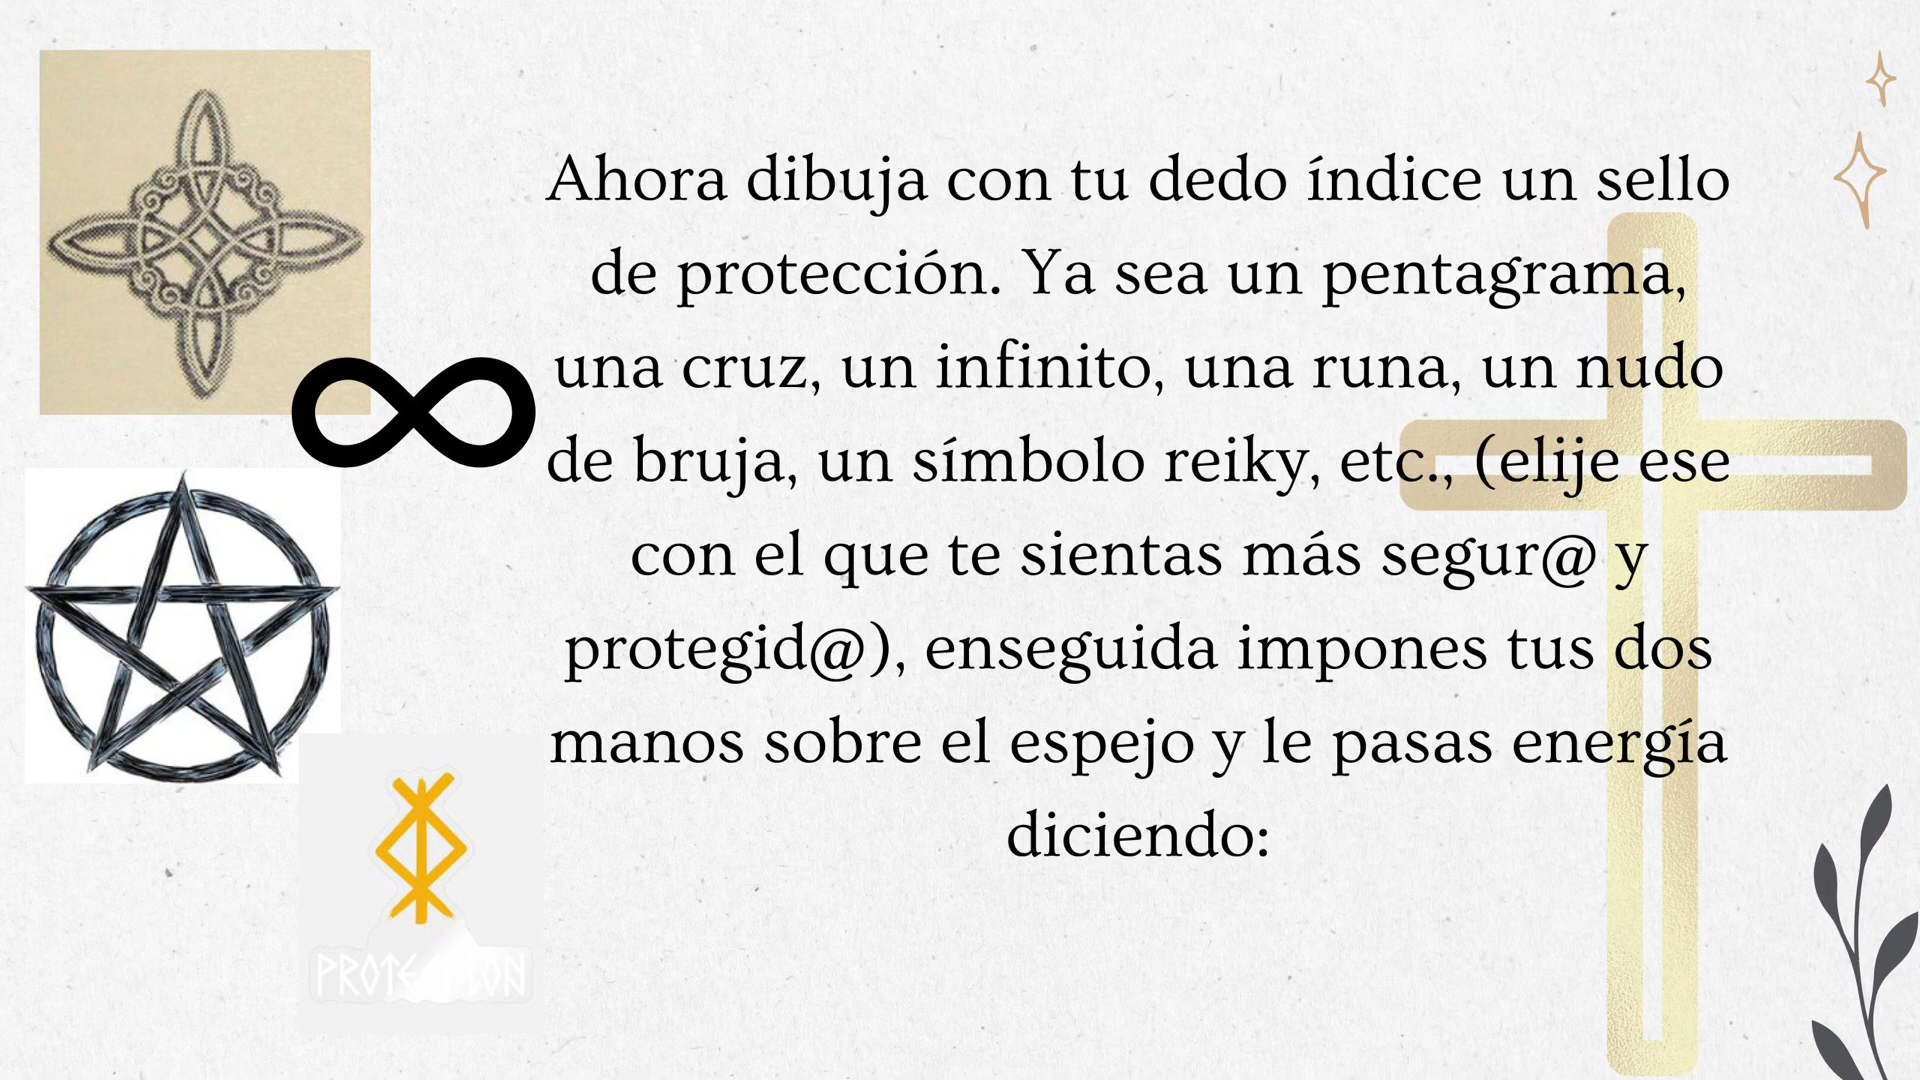 Ahora dibuja con tu dedo índice un sello
de protección. Ya sea un pentagrama,
una cruz, un infinito, una runa, un nudo
de bruja, un símbolo reiky, etc., (elije ese
con el que te sientas más segur@ y
protegid@), enseguida impones tus dos
manos sobre el espejo y le pasas energía
diciendo:
PROTECTION